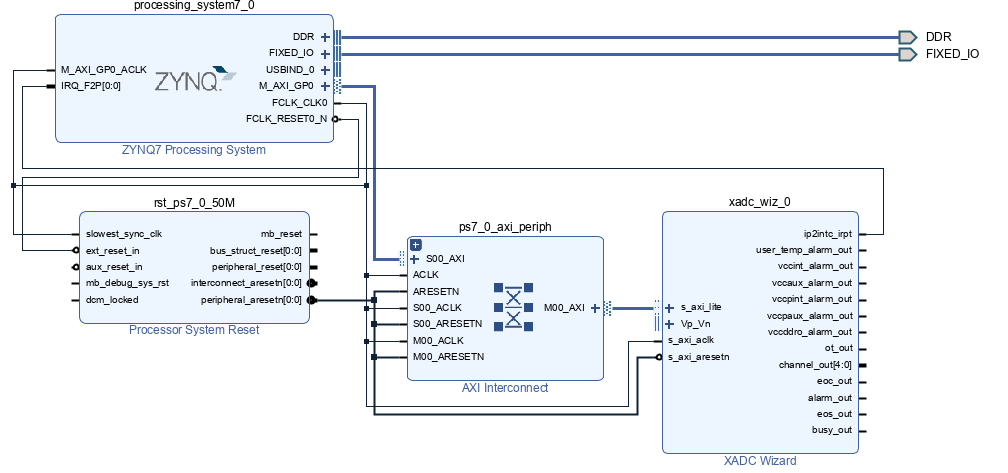 processing_system7_0
DDR
FIXED_IO
USBIND_0
M_AXI_GP0_ACLK
IRQ_F2P[0:0]
M_AXI_GP0
FCLK_CLK0
FCLK_RESET0_N
ZYNQ
ZYNQ7 Processing System
DDR
FIXED_IO
rst_ps7_0_50M
slowest_sync_clk
ext_reset_in
aux_reset_in
mb_debug_sys_rst
dcm_locked
mb_reset
bus_struct_reset[0:0]
peripheral_reset[0:0]
interconnect_aresetn[0:0]
peripheral_aresetn[0:0]
Processor System Reset
ps7_0_axi_periph
S00_AXI
ACLK
ARESETN
S00_ACLK
S00_ARESETN
M00_ACLK
M00_ARESETN
M00_AXI
AXI Interconnect
xadc_wiz_0
s_axi_lite
Vp_Vn
s_axi_aclk
s_axi_aresetn
ip2intc_irpt
user_temp_alarm_out
vccint_alarm_out
vccaux_alarm_out
vccpint_alarm_out
vccpaux_alarm_out
vccddro_alarm_out
ot_out
channel_out[4:0]
eoc_out
alarm_out
eos_out
busy_out
XADC Wizard